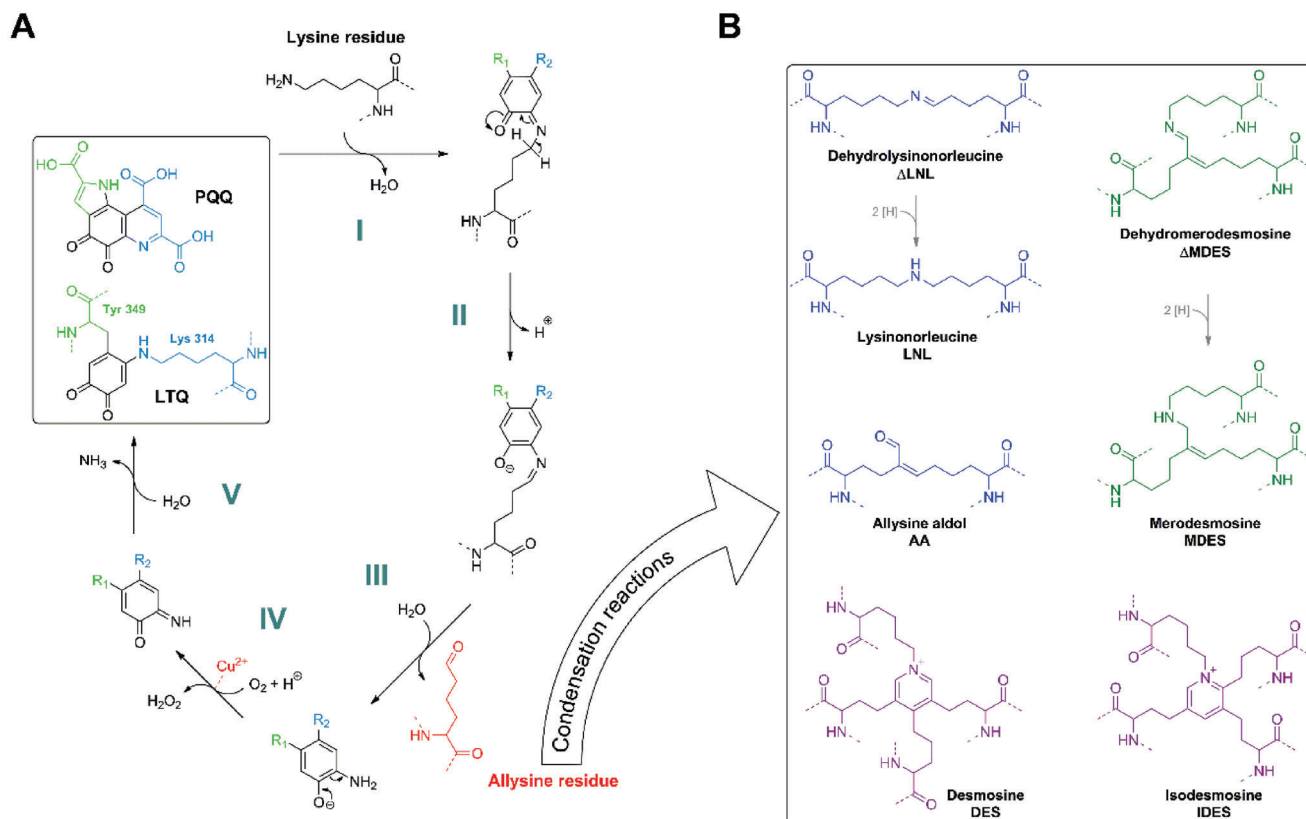 A
Lysine residue
H₂N
O
HN
H₂O
I
R₁
R₂
O
N
H
H
HN
O
II
H⊕
R₁
R₂
O⊖
N
HN
O
III
H₂O
O
HN
O
Allysine residue
R₂
R₁
NH₂
O⊖
IV
Cu²⁺
O₂ + H⊕
H₂O₂
R₂
R₁
NH
O
V
NH₃
H₂O
O
HO
NH
O
OH
PQQ
O
O
N
OH
O
O
Tyr 349
HN
Lys 314
H
N
HN
O
O
O
LTQ
Condensation reactions
B
O
N
O
HN
NH
Dehydrolysinonorleucine
ΔLNL
2 [H]
O
H
N
O
HN
NH
Lysinonorleucine
LNL
O
O
O
HN
NH
Allysine aldol
AA
HN
O
N⁺
O
O
HN
NH
HN
O
Desmosine
DES
O
N
NH
O
O
HN
NH
Dehydromerodesmosine
ΔMDES
2 [H]
O
HN
NH
O
O
HN
NH
Merodesmosine
MDES
HN
O
O
N⁺
NH
O
HN
O
NH
Isodesmosine
IDES